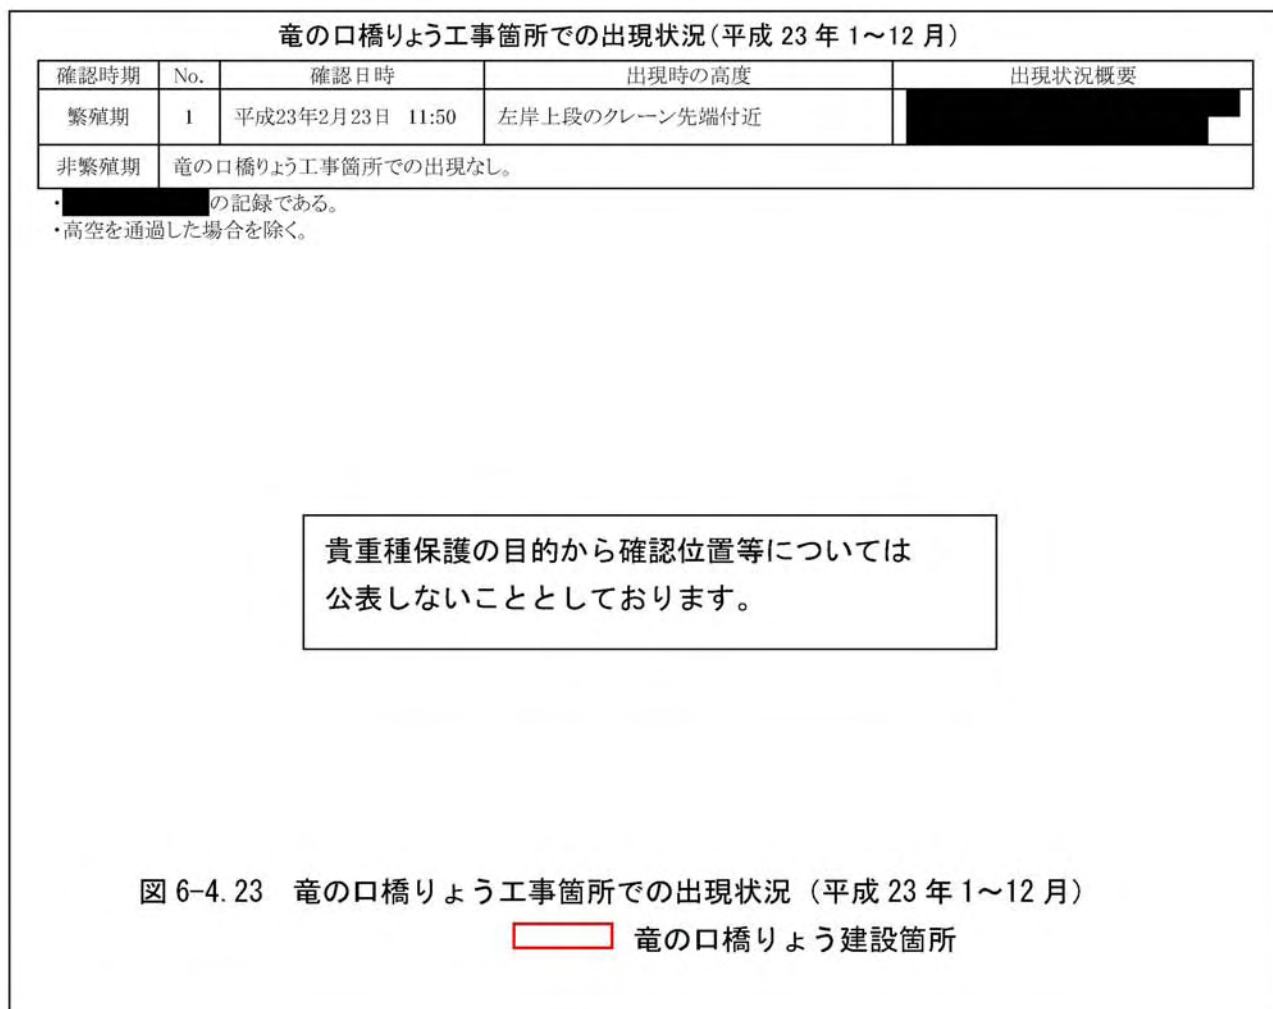 竜の口橋りょう工事箇所での出現状況(平成 23 年 1～12 月)
確認時期 No. 確認日時 出現時の高度 出現状況概要
繁殖期 1 平成23年2月23日 11:50 左岸上段のクレーン先端付近
非繁殖期 竜の口橋りょう工事箇所での出現なし。
・の記録である。
・高空を通過した場合を除く。
貴重種保護の目的から確認位置等については
公表しないこととしております。
図 6-4.23 竜の口橋りょう工事箇所での出現状況（平成 23 年 1～12 月）
竜の口橋りょう建設箇所